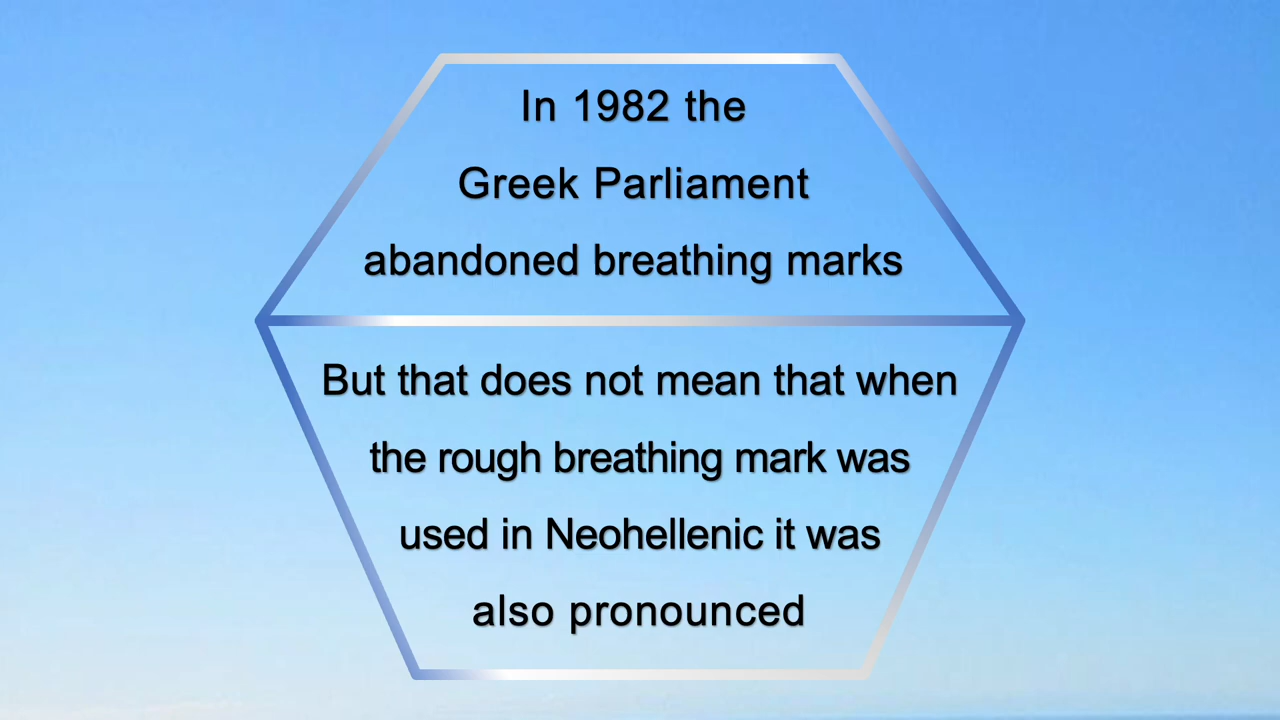 In 1982 the
Greek Parliament
abandoned breathing marks
But that does not mean that when
the rough breathing mark was
used in Neohellenic it was
also pronounced